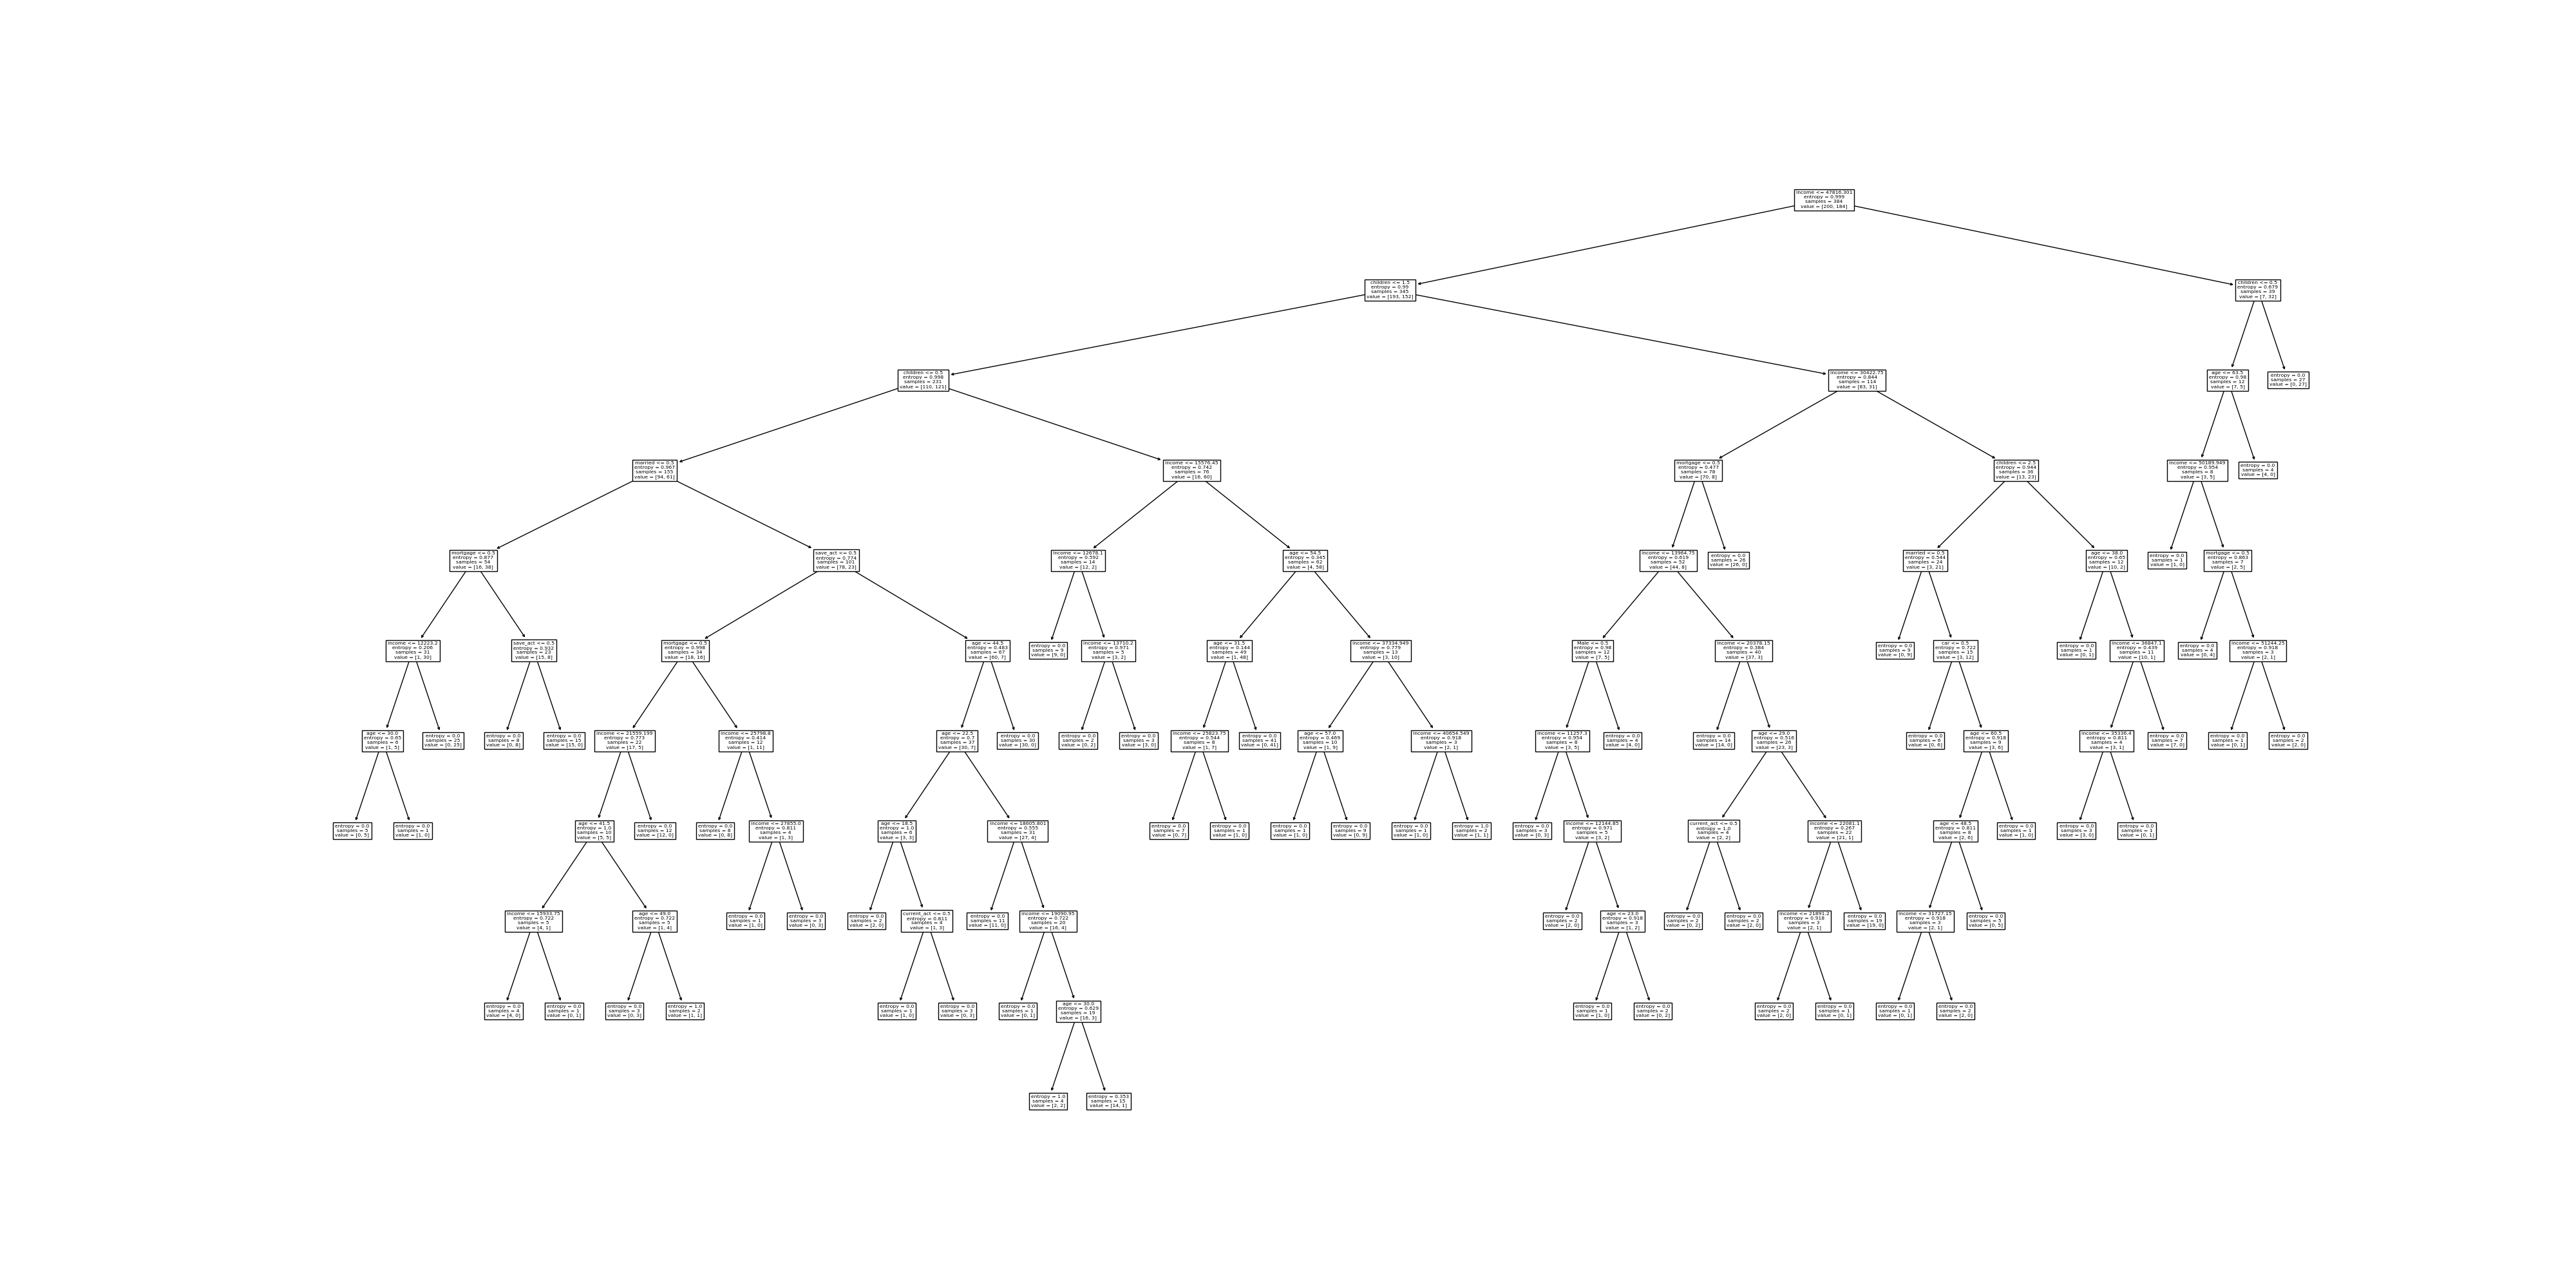 income <= 47816.301
entropy = 0.999
samples = 384
value = [200, 184]
children <= 1.5
entropy = 0.99
samples = 345
value = [193, 152]
children <= 0.5
entropy = 0.679
samples = 39
value = [7, 32]
children <= 0.5
entropy = 0.998
samples = 231
value = [110, 121]
income <= 30422.75
entropy = 0.844
samples = 114
value = [83, 31]
age <= 63.5
entropy = 0.98
samples = 12
value = [7, 5]
entropy = 0.0
samples = 27
value = [0, 27]
married <= 0.5
entropy = 0.967
samples = 155
value = [94, 61]
income <= 15576.45
entropy = 0.742
samples = 76
value = [16, 60]
mortgage <= 0.5
entropy = 0.477
samples = 78
value = [70, 8]
children <= 2.5
entropy = 0.944
samples = 36
value = [13, 23]
income <= 50189.949
entropy = 0.954
samples = 8
value = [3, 5]
entropy = 0.0
samples = 4
value = [4, 0]
mortgage <= 0.5
entropy = 0.877
samples = 54
value = [16, 38]
save_act <= 0.5
entropy = 0.774
samples = 101
value = [78, 23]
income <= 12678.1
entropy = 0.592
samples = 14
value = [12, 2]
age <= 54.5
entropy = 0.345
samples = 62
value = [4, 58]
income <= 13964.75
entropy = 0.619
samples = 52
value = [44, 8]
entropy = 0.0
samples = 26
value = [26, 0]
married <= 0.5
entropy = 0.544
samples = 24
value = [3, 21]
age <= 38.0
entropy = 0.65
samples = 12
value = [10, 2]
entropy = 0.0
samples = 1
value = [1, 0]
mortgage <= 0.5
entropy = 0.863
samples = 7
value = [2, 5]
income <= 12223.2
entropy = 0.206
samples = 31
value = [1, 30]
save_act <= 0.5
entropy = 0.932
samples = 23
value = [15, 8]
mortgage <= 0.5
entropy = 0.998
samples = 34
value = [18, 16]
age <= 44.5
entropy = 0.483
samples = 67
value = [60, 7]
entropy = 0.0
samples = 9
value = [9, 0]
income <= 13710.2
entropy = 0.971
samples = 5
value = [3, 2]
age <= 31.5
entropy = 0.144
samples = 49
value = [1, 48]
income <= 37334.949
entropy = 0.779
samples = 13
value = [3, 10]
Male <= 0.5
entropy = 0.98
samples = 12
value = [7, 5]
income <= 20378.15
entropy = 0.384
samples = 40
value = [37, 3]
entropy = 0.0
samples = 9
value = [0, 9]
car <= 0.5
entropy = 0.722
samples = 15
value = [3, 12]
entropy = 0.0
samples = 1
value = [0, 1]
income <= 36847.1
entropy = 0.439
samples = 11
value = [10, 1]
entropy = 0.0
samples = 4
value = [0, 4]
income <= 51244.25
entropy = 0.918
samples = 3
value = [2, 1]
age <= 30.0
entropy = 0.65
samples = 6
value = [1, 5]
entropy = 0.0
samples = 25
value = [0, 25]
entropy = 0.0
samples = 8
value = [0, 8]
entropy = 0.0
samples = 15
value = [15, 0]
income <= 21559.199
entropy = 0.773
samples = 22
value = [17, 5]
income <= 25798.8
entropy = 0.414
samples = 12
value = [1, 11]
age <= 22.5
entropy = 0.7
samples = 37
value = [30, 7]
entropy = 0.0
samples = 30
value = [30, 0]
entropy = 0.0
samples = 2
value = [0, 2]
entropy = 0.0
samples = 3
value = [3, 0]
income <= 25823.75
entropy = 0.544
samples = 8
value = [1, 7]
entropy = 0.0
samples = 41
value = [0, 41]
age <= 57.0
entropy = 0.469
samples = 10
value = [1, 9]
income <= 40654.549
entropy = 0.918
samples = 3
value = [2, 1]
income <= 11257.3
entropy = 0.954
samples = 8
value = [3, 5]
entropy = 0.0
samples = 4
value = [4, 0]
entropy = 0.0
samples = 14
value = [14, 0]
age <= 29.0
entropy = 0.516
samples = 26
value = [23, 3]
entropy = 0.0
samples = 6
value = [0, 6]
age <= 60.5
entropy = 0.918
samples = 9
value = [3, 6]
income <= 35336.4
entropy = 0.811
samples = 4
value = [3, 1]
entropy = 0.0
samples = 7
value = [7, 0]
entropy = 0.0
samples = 1
value = [0, 1]
entropy = 0.0
samples = 2
value = [2, 0]
entropy = 0.0
samples = 5
value = [0, 5]
entropy = 0.0
samples = 1
value = [1, 0]
age <= 41.5
entropy = 1.0
samples = 10
value = [5, 5]
entropy = 0.0
samples = 12
value = [12, 0]
entropy = 0.0
samples = 8
value = [0, 8]
income <= 27855.0
entropy = 0.811
samples = 4
value = [1, 3]
age <= 18.5
entropy = 1.0
samples = 6
value = [3, 3]
income <= 18605.801
entropy = 0.555
samples = 31
value = [27, 4]
entropy = 0.0
samples = 7
value = [0, 7]
entropy = 0.0
samples = 1
value = [1, 0]
entropy = 0.0
samples = 1
value = [1, 0]
entropy = 0.0
samples = 9
value = [0, 9]
entropy = 0.0
samples = 1
value = [1, 0]
entropy = 1.0
samples = 2
value = [1, 1]
entropy = 0.0
samples = 3
value = [0, 3]
income <= 12144.85
entropy = 0.971
samples = 5
value = [3, 2]
current_act <= 0.5
entropy = 1.0
samples = 4
value = [2, 2]
income <= 22081.1
entropy = 0.267
samples = 22
value = [21, 1]
age <= 48.5
entropy = 0.811
samples = 8
value = [2, 6]
entropy = 0.0
samples = 1
value = [1, 0]
entropy = 0.0
samples = 3
value = [3, 0]
entropy = 0.0
samples = 1
value = [0, 1]
income <= 15933.75
entropy = 0.722
samples = 5
value = [4, 1]
age <= 49.0
entropy = 0.722
samples = 5
value = [1, 4]
entropy = 0.0
samples = 1
value = [1, 0]
entropy = 0.0
samples = 3
value = [0, 3]
entropy = 0.0
samples = 2
value = [2, 0]
current_act <= 0.5
entropy = 0.811
samples = 4
value = [1, 3]
entropy = 0.0
samples = 11
value = [11, 0]
income <= 19090.95
entropy = 0.722
samples = 20
value = [16, 4]
entropy = 0.0
samples = 2
value = [2, 0]
age <= 23.0
entropy = 0.918
samples = 3
value = [1, 2]
entropy = 0.0
samples = 2
value = [0, 2]
entropy = 0.0
samples = 2
value = [2, 0]
income <= 21891.2
entropy = 0.918
samples = 3
value = [2, 1]
entropy = 0.0
samples = 19
value = [19, 0]
income <= 31727.15
entropy = 0.918
samples = 3
value = [2, 1]
entropy = 0.0
samples = 5
value = [0, 5]
entropy = 0.0
samples = 4
value = [4, 0]
entropy = 0.0
samples = 1
value = [0, 1]
entropy = 0.0
samples = 3
value = [0, 3]
entropy = 1.0
samples = 2
value = [1, 1]
entropy = 0.0
samples = 1
value = [1, 0]
entropy = 0.0
samples = 3
value = [0, 3]
entropy = 0.0
samples = 1
value = [0, 1]
age <= 30.0
entropy = 0.629
samples = 19
value = [16, 3]
entropy = 0.0
samples = 1
value = [1, 0]
entropy = 0.0
samples = 2
value = [0, 2]
entropy = 0.0
samples = 2
value = [2, 0]
entropy = 0.0
samples = 1
value = [0, 1]
entropy = 0.0
samples = 1
value = [0, 1]
entropy = 0.0
samples = 2
value = [2, 0]
entropy = 1.0
samples = 4
value = [2, 2]
entropy = 0.353
samples = 15
value = [14, 1]